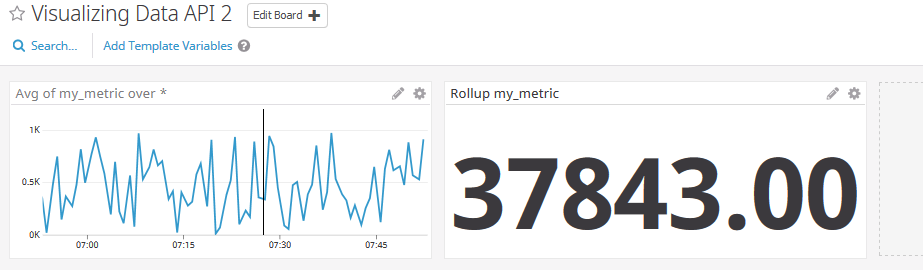 Visualizing Data API 2
Edit Board +
Search...
Add Template Variables ?
Avg of my_metric over *
Rollup my_metric
1K
0.5K
0K
07:00
07:15
07:30
07:45
37843.00